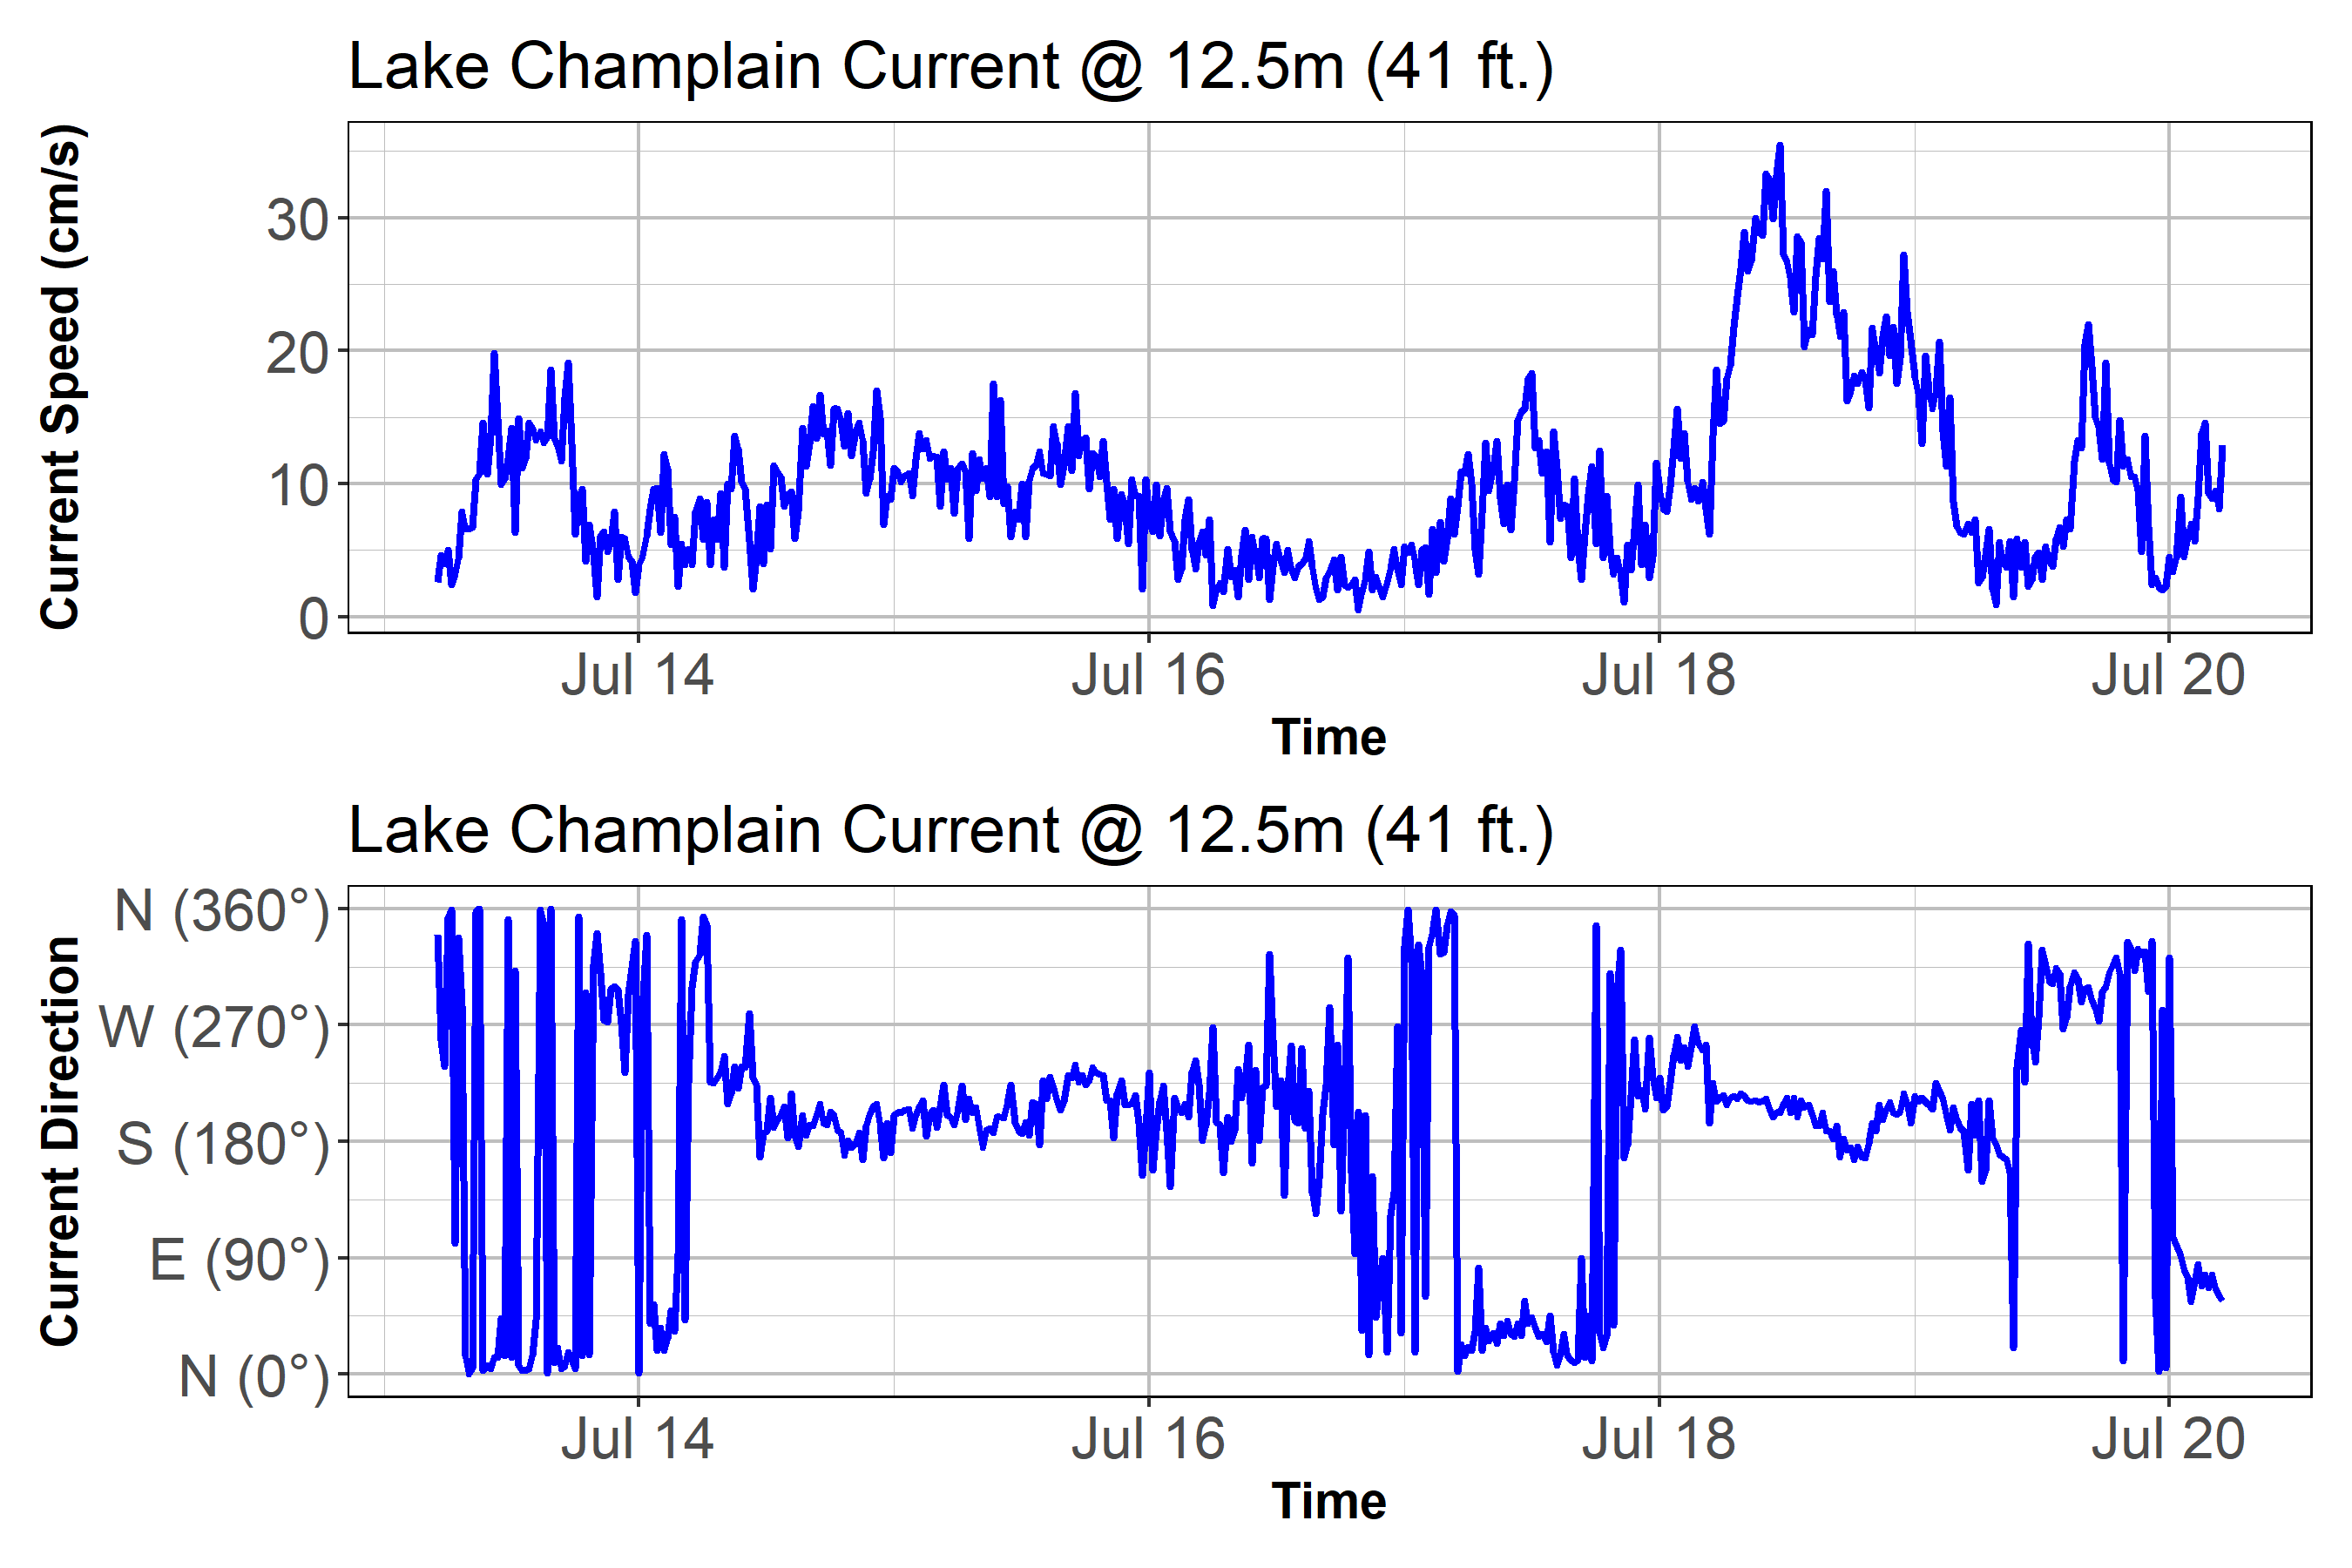 Lake Champlain Current @ 12.5m (41 ft.)
Current Speed (cm/s)
30
20
10
0
Jul 14 Jul 16 Jul 18 Jul 20
Time
Lake Champlain Current @ 12.5m (41 ft.)
Current Direction
N (360°)
W (270°)
S (180°)
E (90°)
N (0°)
Jul 14 Jul 16 Jul 18 Jul 20
Time